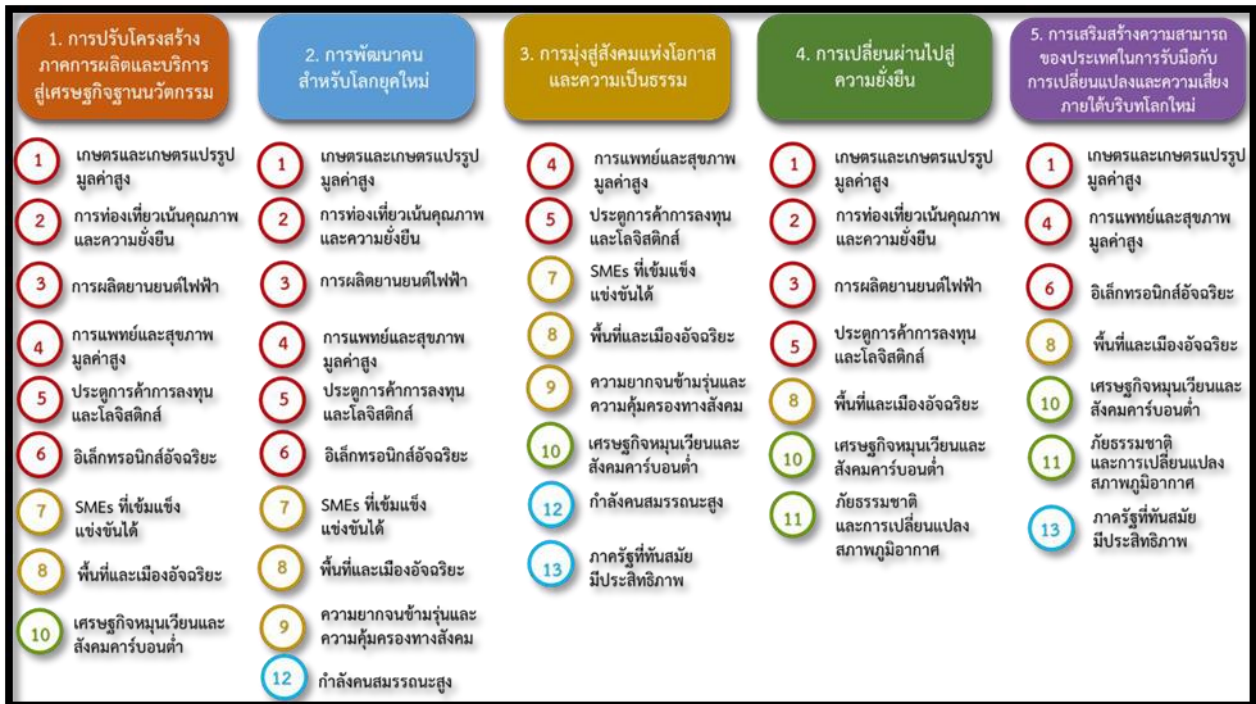 1. การปรับโครงสร้าง
ภาคการผลิตและบริการ
สู่เศรษฐกิจฐานนวัตกรรม
1
เกษตรและเกษตรแปรรูป
มูลค่าสูง
2
การท่องเที่ยวเน้นคุณภาพ
และความยั่งยืน
3
การผลิตยานยนต์ไฟฟ้า
4
การแพทย์และสุขภาพ
มูลค่าสูง
5
ประตูการค้าการลงทุน
และโลจิสติกส์
6
อิเล็กทรอนิกส์อัจฉริยะ
7
SMEs ที่เข้มแข็ง
แข่งขันได้
8
พื้นที่และเมืองอัจฉริยะ
10
เศรษฐกิจหมุนเวียนและ
สังคมคาร์บอนต่ำ
2. การพัฒนาคน
สำหรับโลกยุคใหม่
1
เกษตรและเกษตรแปรรูป
มูลค่าสูง
2
การท่องเที่ยวเน้นคุณภาพ
และความยั่งยืน
3
การผลิตยานยนต์ไฟฟ้า
4
การแพทย์และสุขภาพ
มูลค่าสูง
5
ประตูการค้าการลงทุน
และโลจิสติกส์
6
อิเล็กทรอนิกส์อัจฉริยะ
7
SMEs ที่เข้มแข็ง
แข่งขันได้
8
พื้นที่และเมืองอัจฉริยะ
9
ความยากจนข้ามรุ่นและ
ความคุ้มครองทางสังคม
12
กำลังคนสมรรถนะสูง
3. การมุ่งสู่สังคมแห่งโอกาส
และความเป็นธรรม
4
การแพทย์และสุขภาพ
มูลค่าสูง
5
ประตูการค้าการลงทุน
และโลจิสติกส์
7
SMEs ที่เข้มแข็ง
แข่งขันได้
8
พื้นที่และเมืองอัจฉริยะ
9
ความยากจนข้ามรุ่นและ
ความคุ้มครองทางสังคม
10
เศรษฐกิจหมุนเวียนและ
สังคมคาร์บอนต่ำ
12
กำลังคนสมรรถนะสูง
13
ภาครัฐที่ทันสมัย
มีประสิทธิภาพ
4. การเปลี่ยนผ่านไปสู่
ความยั่งยืน
1
เกษตรและเกษตรแปรรูป
มูลค่าสูง
2
การท่องเที่ยวเน้นคุณภาพ
และความยั่งยืน
3
การผลิตยานยนต์ไฟฟ้า
5
ประตูการค้าการลงทุน
และโลจิสติกส์
8
พื้นที่และเมืองอัจฉริยะ
10
เศรษฐกิจหมุนเวียนและ
สังคมคาร์บอนต่ำ
11
ภัยธรรมชาติ
และการเปลี่ยนแปลง
สภาพภูมิอากาศ
5. การเสริมสร้างความสามารถ
ของประเทศในการรับมือกับ
การเปลี่ยนแปลงและความเสี่ยง
ภายใต้บริบทโลกใหม่
1
เกษตรและเกษตรแปรรูป
มูลค่าสูง
4
การแพทย์และสุขภาพ
มูลค่าสูง
6
อิเล็กทรอนิกส์อัจฉริยะ
8
พื้นที่และเมืองอัจฉริยะ
10
เศรษฐกิจหมุนเวียนและ
สังคมคาร์บอนต่ำ
11
ภัยธรรมชาติ
และการเปลี่ยนแปลง
สภาพภูมิอากาศ
13
ภาครัฐที่ทันสมัย
มีประสิทธิภาพ